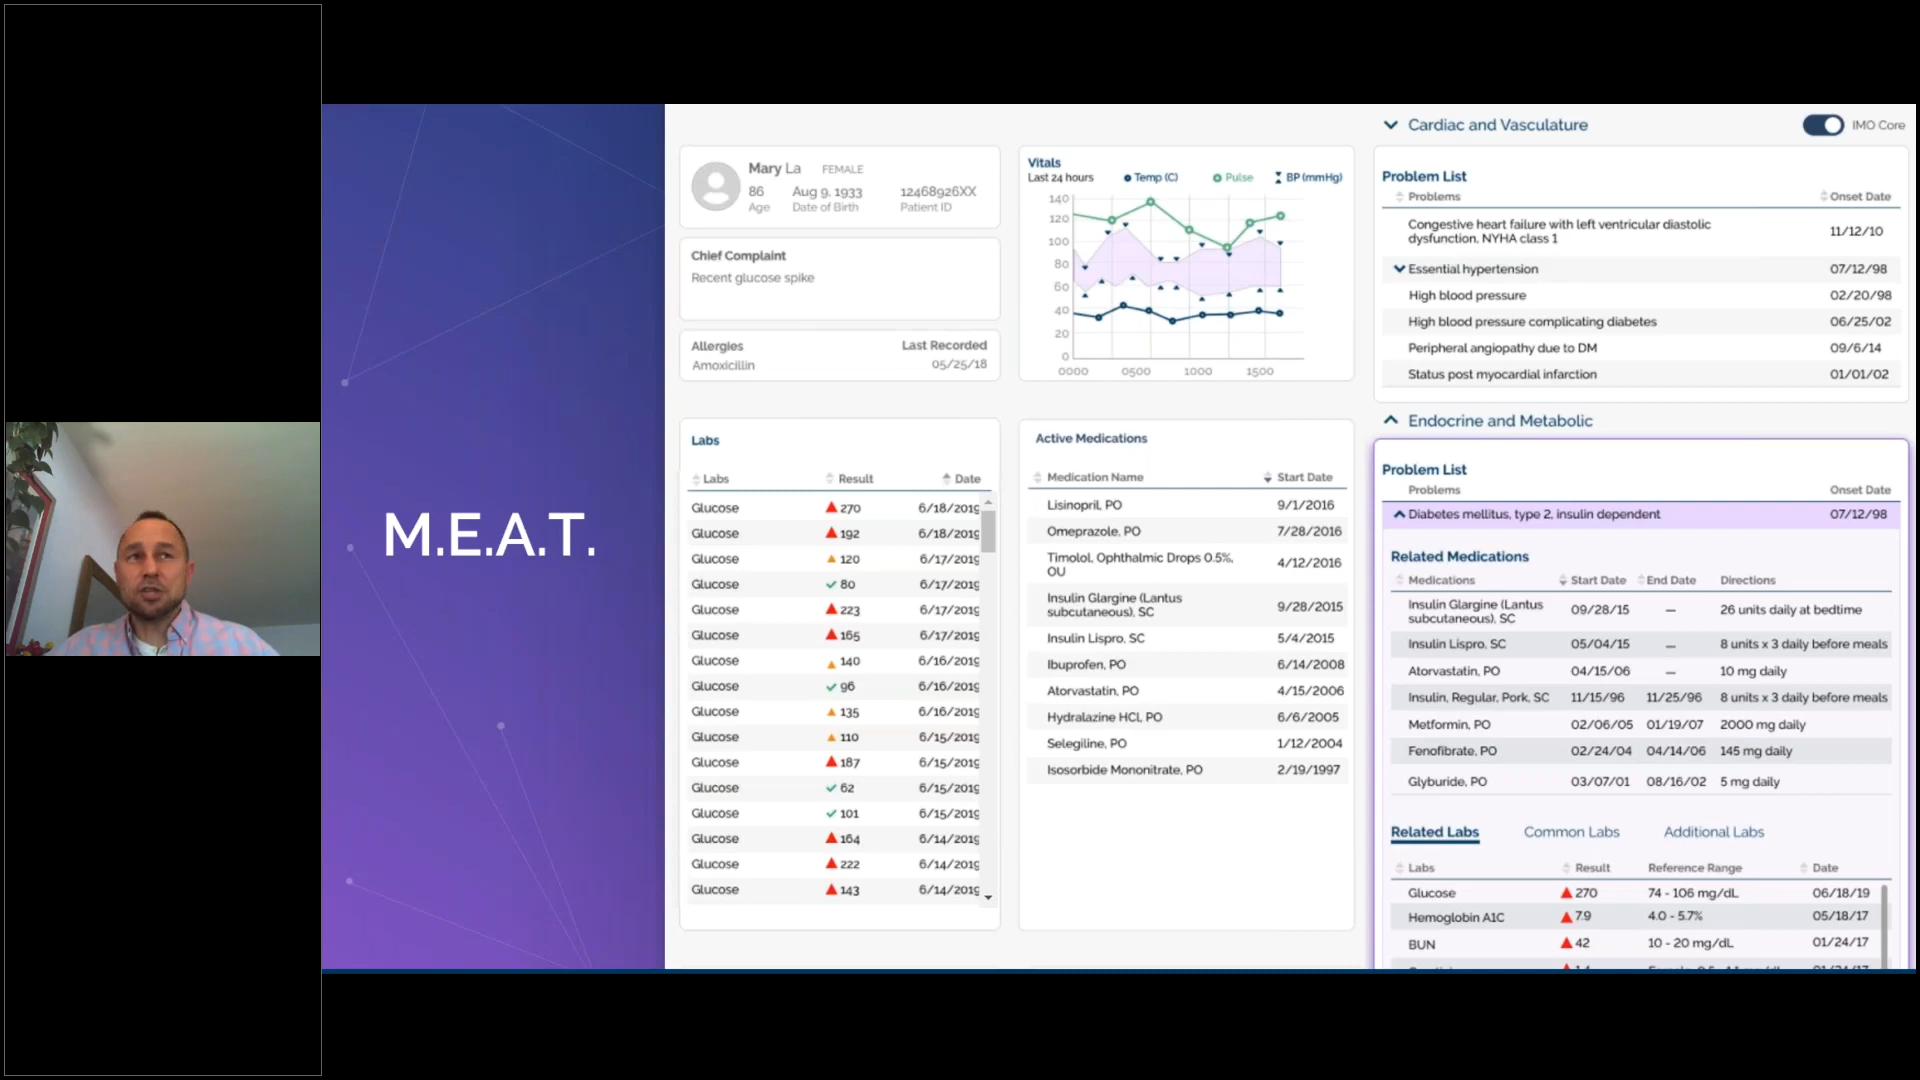 M.E.A.T.
Mary La FEMALE
86 Aug 9, 1933 12468926XX
Age Date of Birth Patient ID
Chief Complaint
Recent glucose spike
Allergies Last Recorded
Amoxicillin 05/25/18
Vitals
Last 24 hours Temp (C) Pulse BP (mmHg)
140
120
100
80
60
40
20
0
0000 0500 1000 1500
Labs
Labs Result Date
Glucose 270 6/18/2019
Glucose 192 6/18/2019
Glucose 120 6/17/2019
Glucose 80 6/17/2019
Glucose 223 6/17/2019
Glucose 165 6/17/2019
Glucose 140 6/16/2019
Glucose 96 6/16/2019
Glucose 135 6/16/2019
Glucose 110 6/15/2019
Glucose 187 6/15/2019
Glucose 62 6/15/2019
Glucose 101 6/15/2019
Glucose 164 6/14/2019
Glucose 222 6/14/2019
Glucose 143 6/14/2019
Active Medications
Medication Name Start Date
Lisinopril, PO 9/1/2016
Omeprazole, PO 7/28/2016
Timolol, Ophthalmic Drops 0.5%,
OU 4/12/2016
Insulin Glargine (Lantus
subcutaneous), SC 9/28/2015
Insulin Lispro, SC 5/4/2015
Ibuprofen, PO 6/14/2008
Atorvastatin, PO 4/15/2006
Hydralazine HCl, PO 6/6/2005
Selegiline, PO 1/12/2004
Isosorbide Mononitrate, PO 2/19/1997
Cardiac and Vasculature IMO Core
Problem List
Problems Onset Date
Congestive heart failure with left ventricular diastolic
dysfunction, NYHA class 1 11/12/10
Essential hypertension 07/12/98
High blood pressure 02/20/98
High blood pressure complicating diabetes 06/25/02
Peripheral angiopathy due to DM 09/6/14
Status post myocardial infarction 01/01/02
Endocrine and Metabolic
Problem List
Problems Onset Date
Diabetes mellitus, type 2, insulin dependent 07/12/98
Related Medications
Medications Start Date End Date Directions
Insulin Glargine (Lantus
subcutaneous), SC 09/28/15 — 26 units daily at bedtime
Insulin Lispro, SC 05/04/15 — 8 units x 3 daily before meals
Atorvastatin, PO 04/15/06 — 10 mg daily
Insulin, Regular, Pork, SC 11/15/96 11/25/96 8 units x 3 daily before meals
Metformin, PO 02/06/05 01/19/07 2000 mg daily
Fenofibrate, PO 02/24/04 04/14/06 145 mg daily
Glyburide, PO 03/07/01 08/16/02 5 mg daily
Related Labs Common Labs Additional Labs
Labs Result Reference Range Date
Glucose 270 74 - 106 mg/dL 06/18/19
Hemoglobin A1C 7.9 4.0 - 5.7% 05/18/17
BUN 42 10 - 20 mg/dL 01/24/17